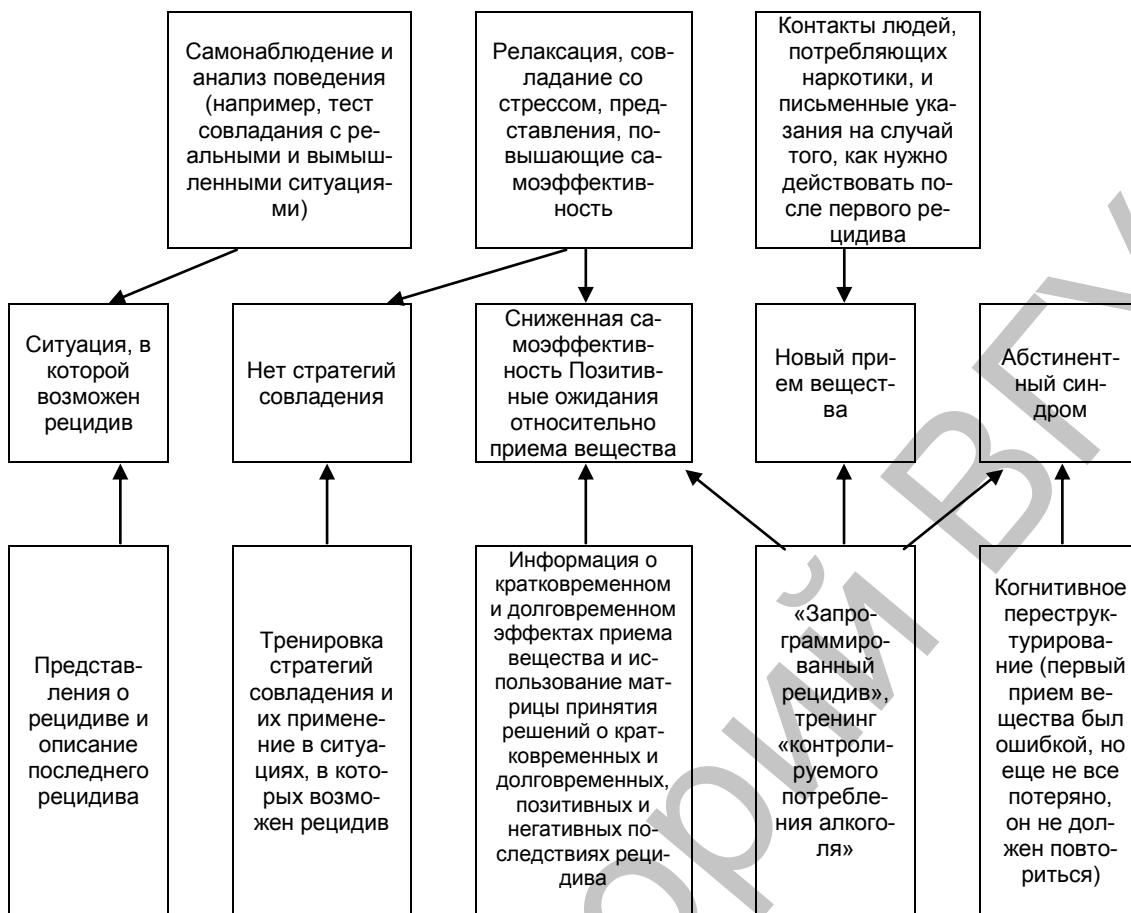 Самонаблюдение и
анализ поведения
(например, тест
совладания с ре-
альными и вымыш-
ленными ситуация-
ми)
Релаксация, сов-
ладание со
стрессом, пред-
ставления, по-
вышающие са-
моэффектив-
ность
Контакты людей,
потребляющих
наркотики, и
письменные ука-
зания на случай
того, как нужно
действовать по-
сле первого ре-
цидива
Ситуация, в
которой
возможен
рецидив
Нет стратегий
совладения
Сниженная са-
моэффектив-
ность Позитив-
ные ожидания
относительно
приема вещества
Новый при-
ем вещест-
ва
Абстинент-
ный син-
дром
Представ-
ления о
рецидиве и
описание
последнего
рецидива
Тренировка
стратегий
совладения и
их примене-
ние в ситуа-
циях, в кото-
рых возмо-
жен рецидив
Информация о
кратковременном
и долговременном
эффектах приема
вещества и ис-
пользование мат-
рицы принятия
решений о крат-
ковременных и
долговременных,
позитивных и
негативных по-
следствиях реци-
дива
«Запро-
граммиро-
ванный
рецидив»,
тренинг
«контроли-
руемого
потребле-
ния алкого-
ля»
Когнитивное
переструк-
турирова-
ние (первый
прием ве-
щества был
ошибкой, но
еще не все
потеряно,
он не дол-
жен повто-
риться)
орий ВГУ